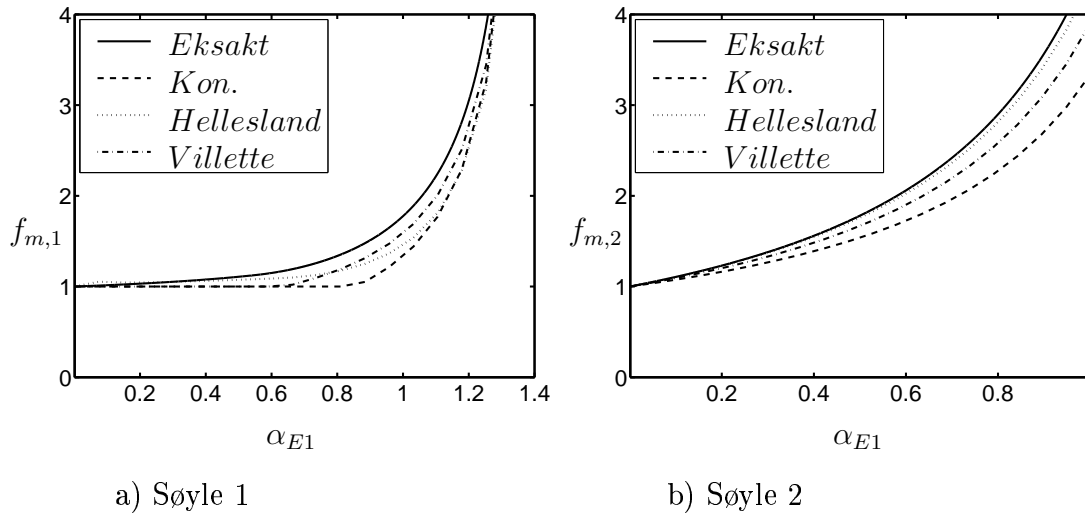 4
3
2
1
0
f_{m,1}
Eksakt
Kon.
Hellesland
Villette
0.2 0.4 0.6 0.8 1 1.2 1.4
α_{E1}
a) Søyle 1
4
3
2
1
0
f_{m,2}
Eksakt
Kon.
Hellesland
Villette
0.2 0.4 0.6 0.8
α_{E1}
b) Søyle 2